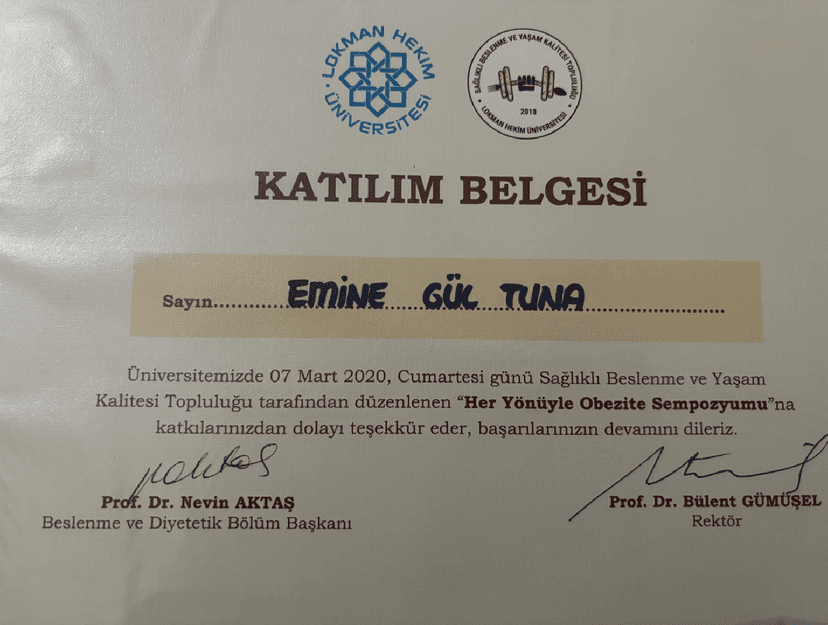 LOKMAN HEKİM
ÜNİVERSİTESİ
SAĞLIKLI BESLENME VE YAŞAM KALİTESİ TOPLULUĞU
2018
LOKMAN HEKİM ÜNİVERSİTESİ
KATILIM BELGESİ
Sayın............EMİNE GÜL TUNA............
Üniversitemizde 07 Mart 2020, Cumartesi günü Sağlıklı Beslenme ve Yaşam
Kalitesi Topluluğu tarafından düzenlenen “Her Yönüyle Obezite Sempozyumu”na
katkılarınızdan dolayı teşekkür eder, başarılarınızın devamını dileriz.
Prof. Dr. Nevin AKTAŞ
Beslenme ve Diyetetik Bölüm Başkanı
Prof. Dr. Bülent GÜMÜŞEL
Rektör